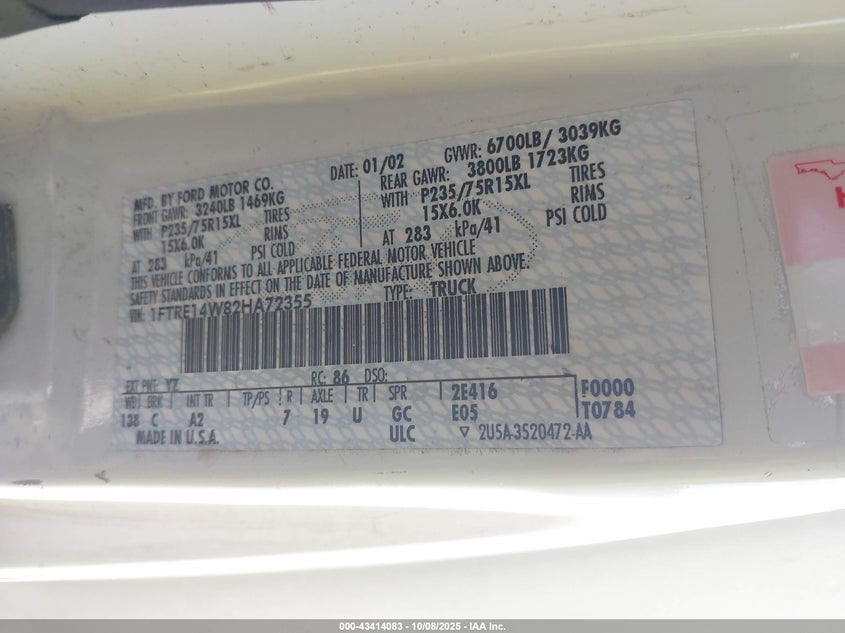 MFD. BY FORD MOTOR CO.
DATE: 01/02 GVWR: 6700LB/ 3039KG
FRONT GAWR: 3240LB 1469KG REAR GAWR: 3800LB 1723KG
WITH P235/75R15XL TIRES WITH P235/75R15XL TIRES
15X6.0K RIMS 15X6.0K RIMS
AT 283 kPa/41 PSI COLD AT 283 kPa/41 PSI COLD
THIS VEHICLE CONFORMS TO ALL APPLICABLE FEDERAL MOTOR VEHICLE
SAFETY STANDARDS IN EFFECT ON THE DATE OF MANUFACTURE SHOWN ABOVE.
VIN: 1FTRE14W82HA72355 TYPE: TRUCK
EXT PNT: YZ RC: 86 DSO:
WB BRK INT TR TP/PS R AXLE TR SPR 2E416 F0000
138 C A2 7 19 U GC E05 T0784
MADE IN U.S.A. ULC ▽ 2U5A-3520472-AA
000-43414083 - 10/08/2025 - IAA Inc.